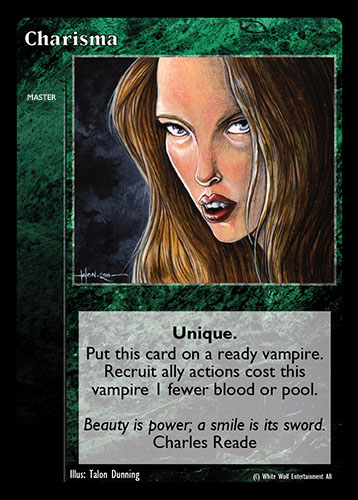 Charisma
MASTER
Unique.
Put this card on a ready vampire.
Recruit ally actions cost this
vampire 1 fewer blood or pool.
Beauty is power; a smile is its sword.
Charles Reade
Illus: Talon Dunning
(C) White Wolf Entertainment AB